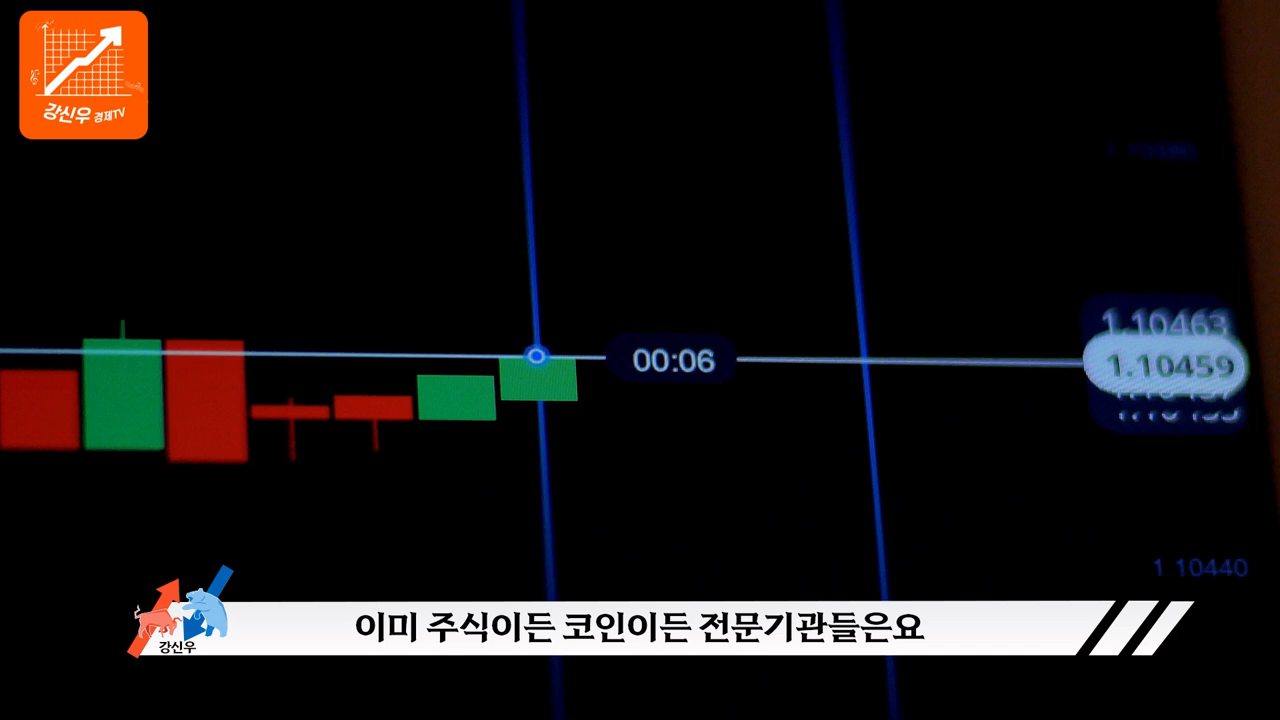 강신우 경제TV
1.10463
00:06
1.10459
1.10440
이미 주식이든 코인이든 전문기관들은요
강신우